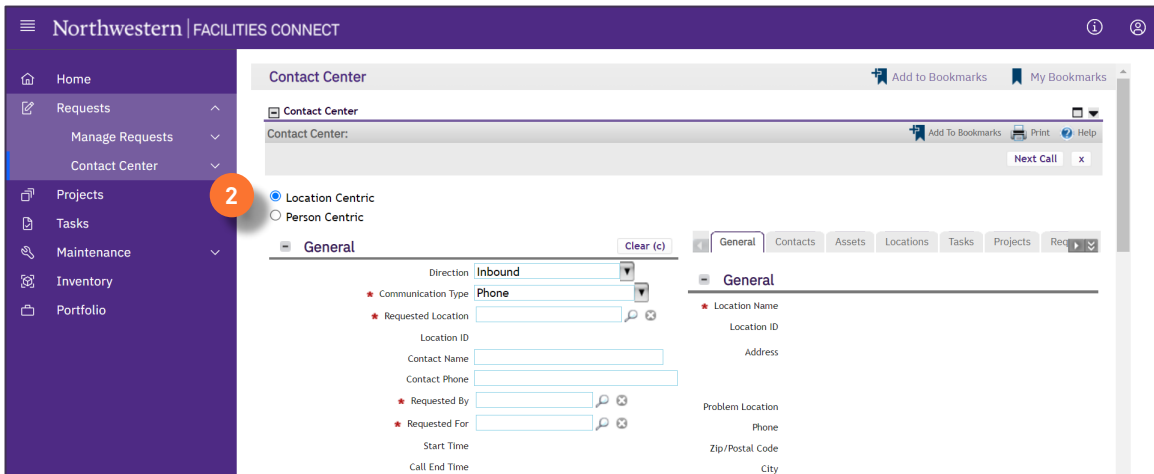 Northwestern | FACILITIES CONNECT
Home
Requests
Manage Requests
Contact Center
Projects
Tasks
Maintenance
Inventory
Portfolio
2
Contact Center
Add to Bookmarks
My Bookmarks
Contact Center
Contact Center:
Add To Bookmarks
Print
Help
Next Call
x
Location Centric
Person Centric
General
Clear (c)
Direction Inbound
* Communication Type Phone
* Requested Location
Location ID
Contact Name
Contact Phone
* Requested By
* Requested For
Start Time
Call End Time
General
Contacts
Assets
Locations
Tasks
Projects
Req
General
* Location Name
Location ID
Address
Problem Location
Phone
Zip/Postal Code
City